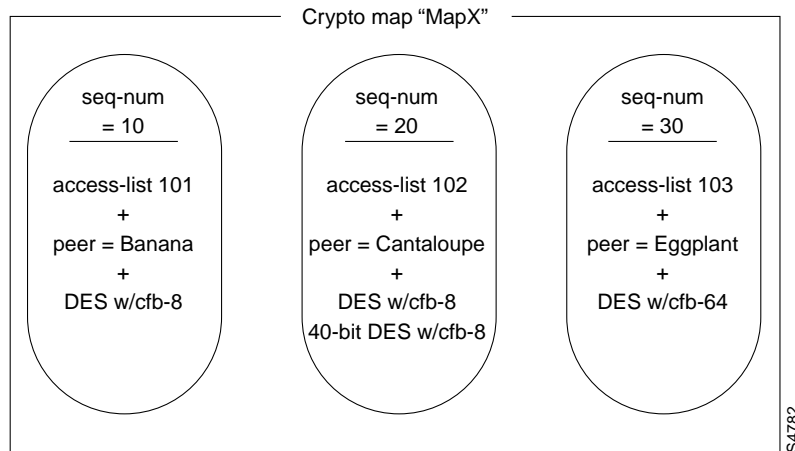 Crypto map “MapX”
seq-num
= 10
access-list 101
+
peer = Banana
+
DES w/cfb-8
seq-num
= 20
access-list 102
+
peer = Cantaloupe
+
DES w/cfb-8
40-bit DES w/cfb-8
seq-num
= 30
access-list 103
+
peer = Eggplant
+
DES w/cfb-64
S4782